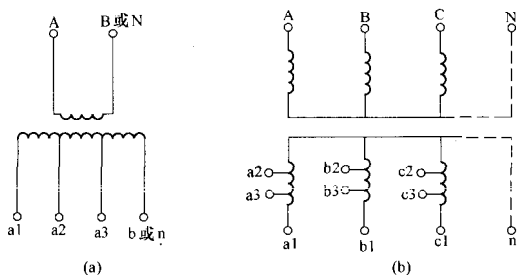 A B或N
A B C N
a2 b2 c2
a3 b3 c3
a1 a2 a3 b或n
a1 b1 c1 n
(a) (b)